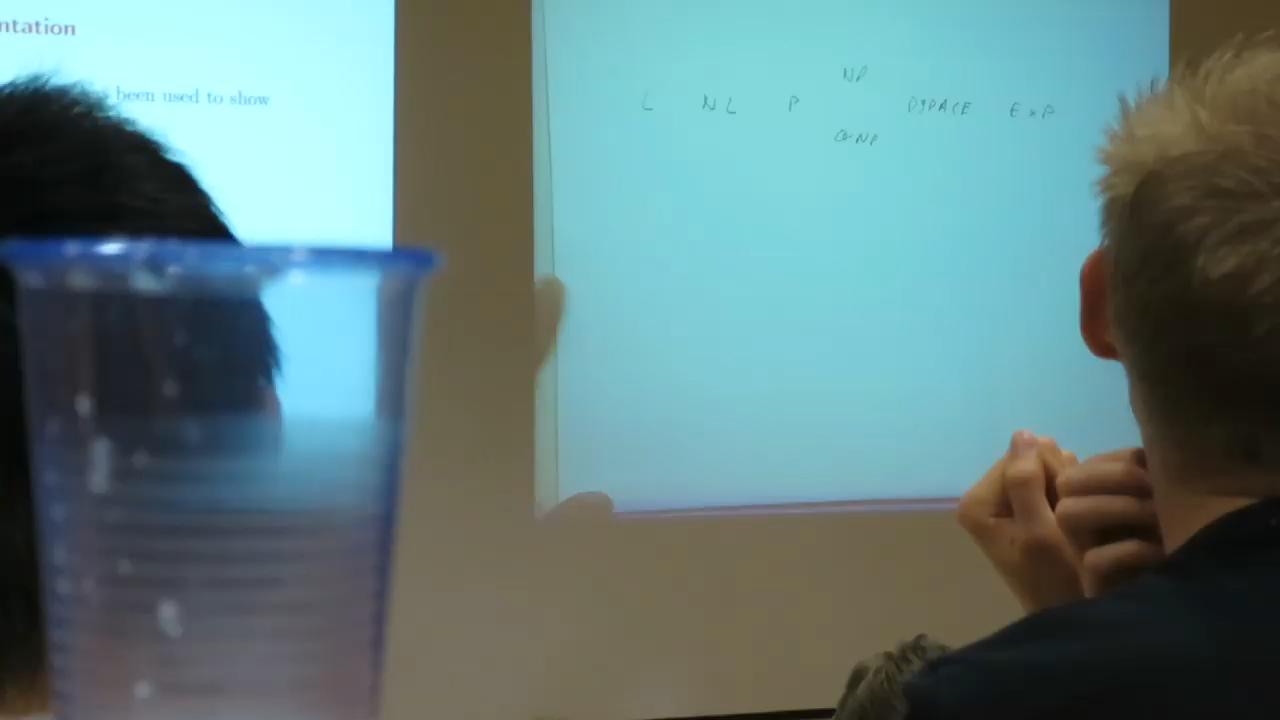 ntation
been used to show
NP
L NL P PSPACE EXP
co-NP